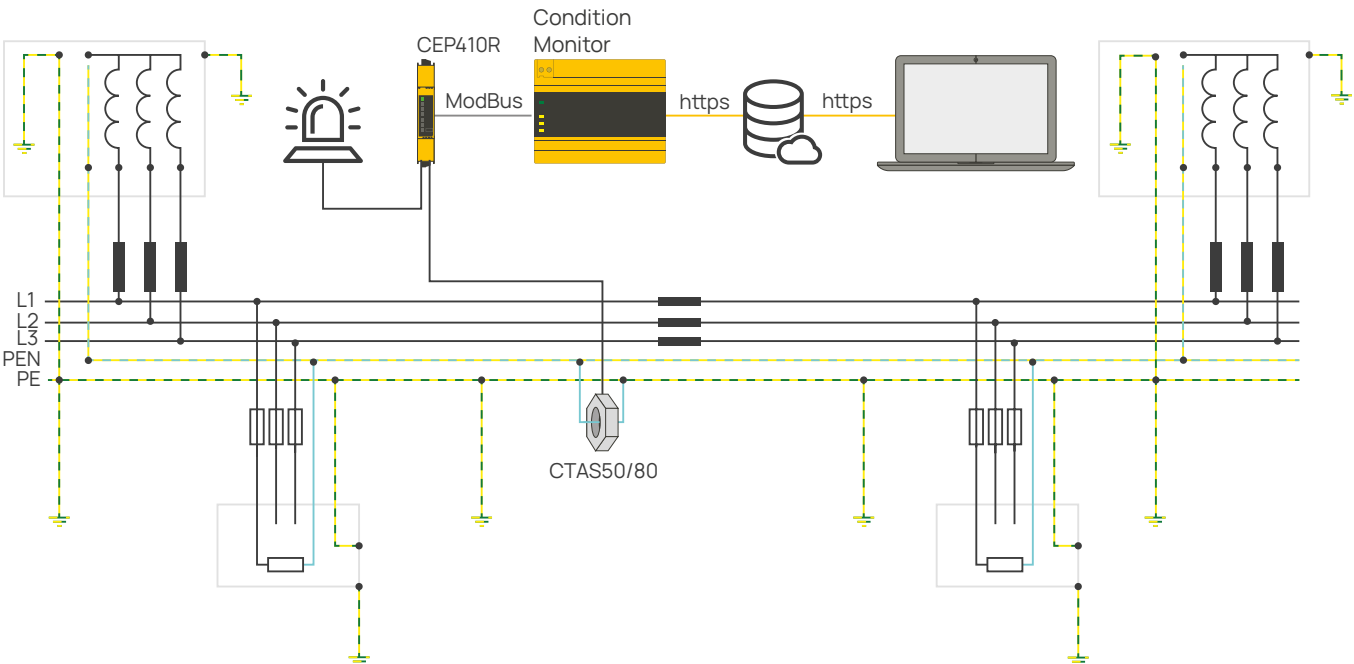 Condition
Monitor
CEP410R
ModBus
https
https
L1
L2
L3
PEN
PE
CTAS50/80